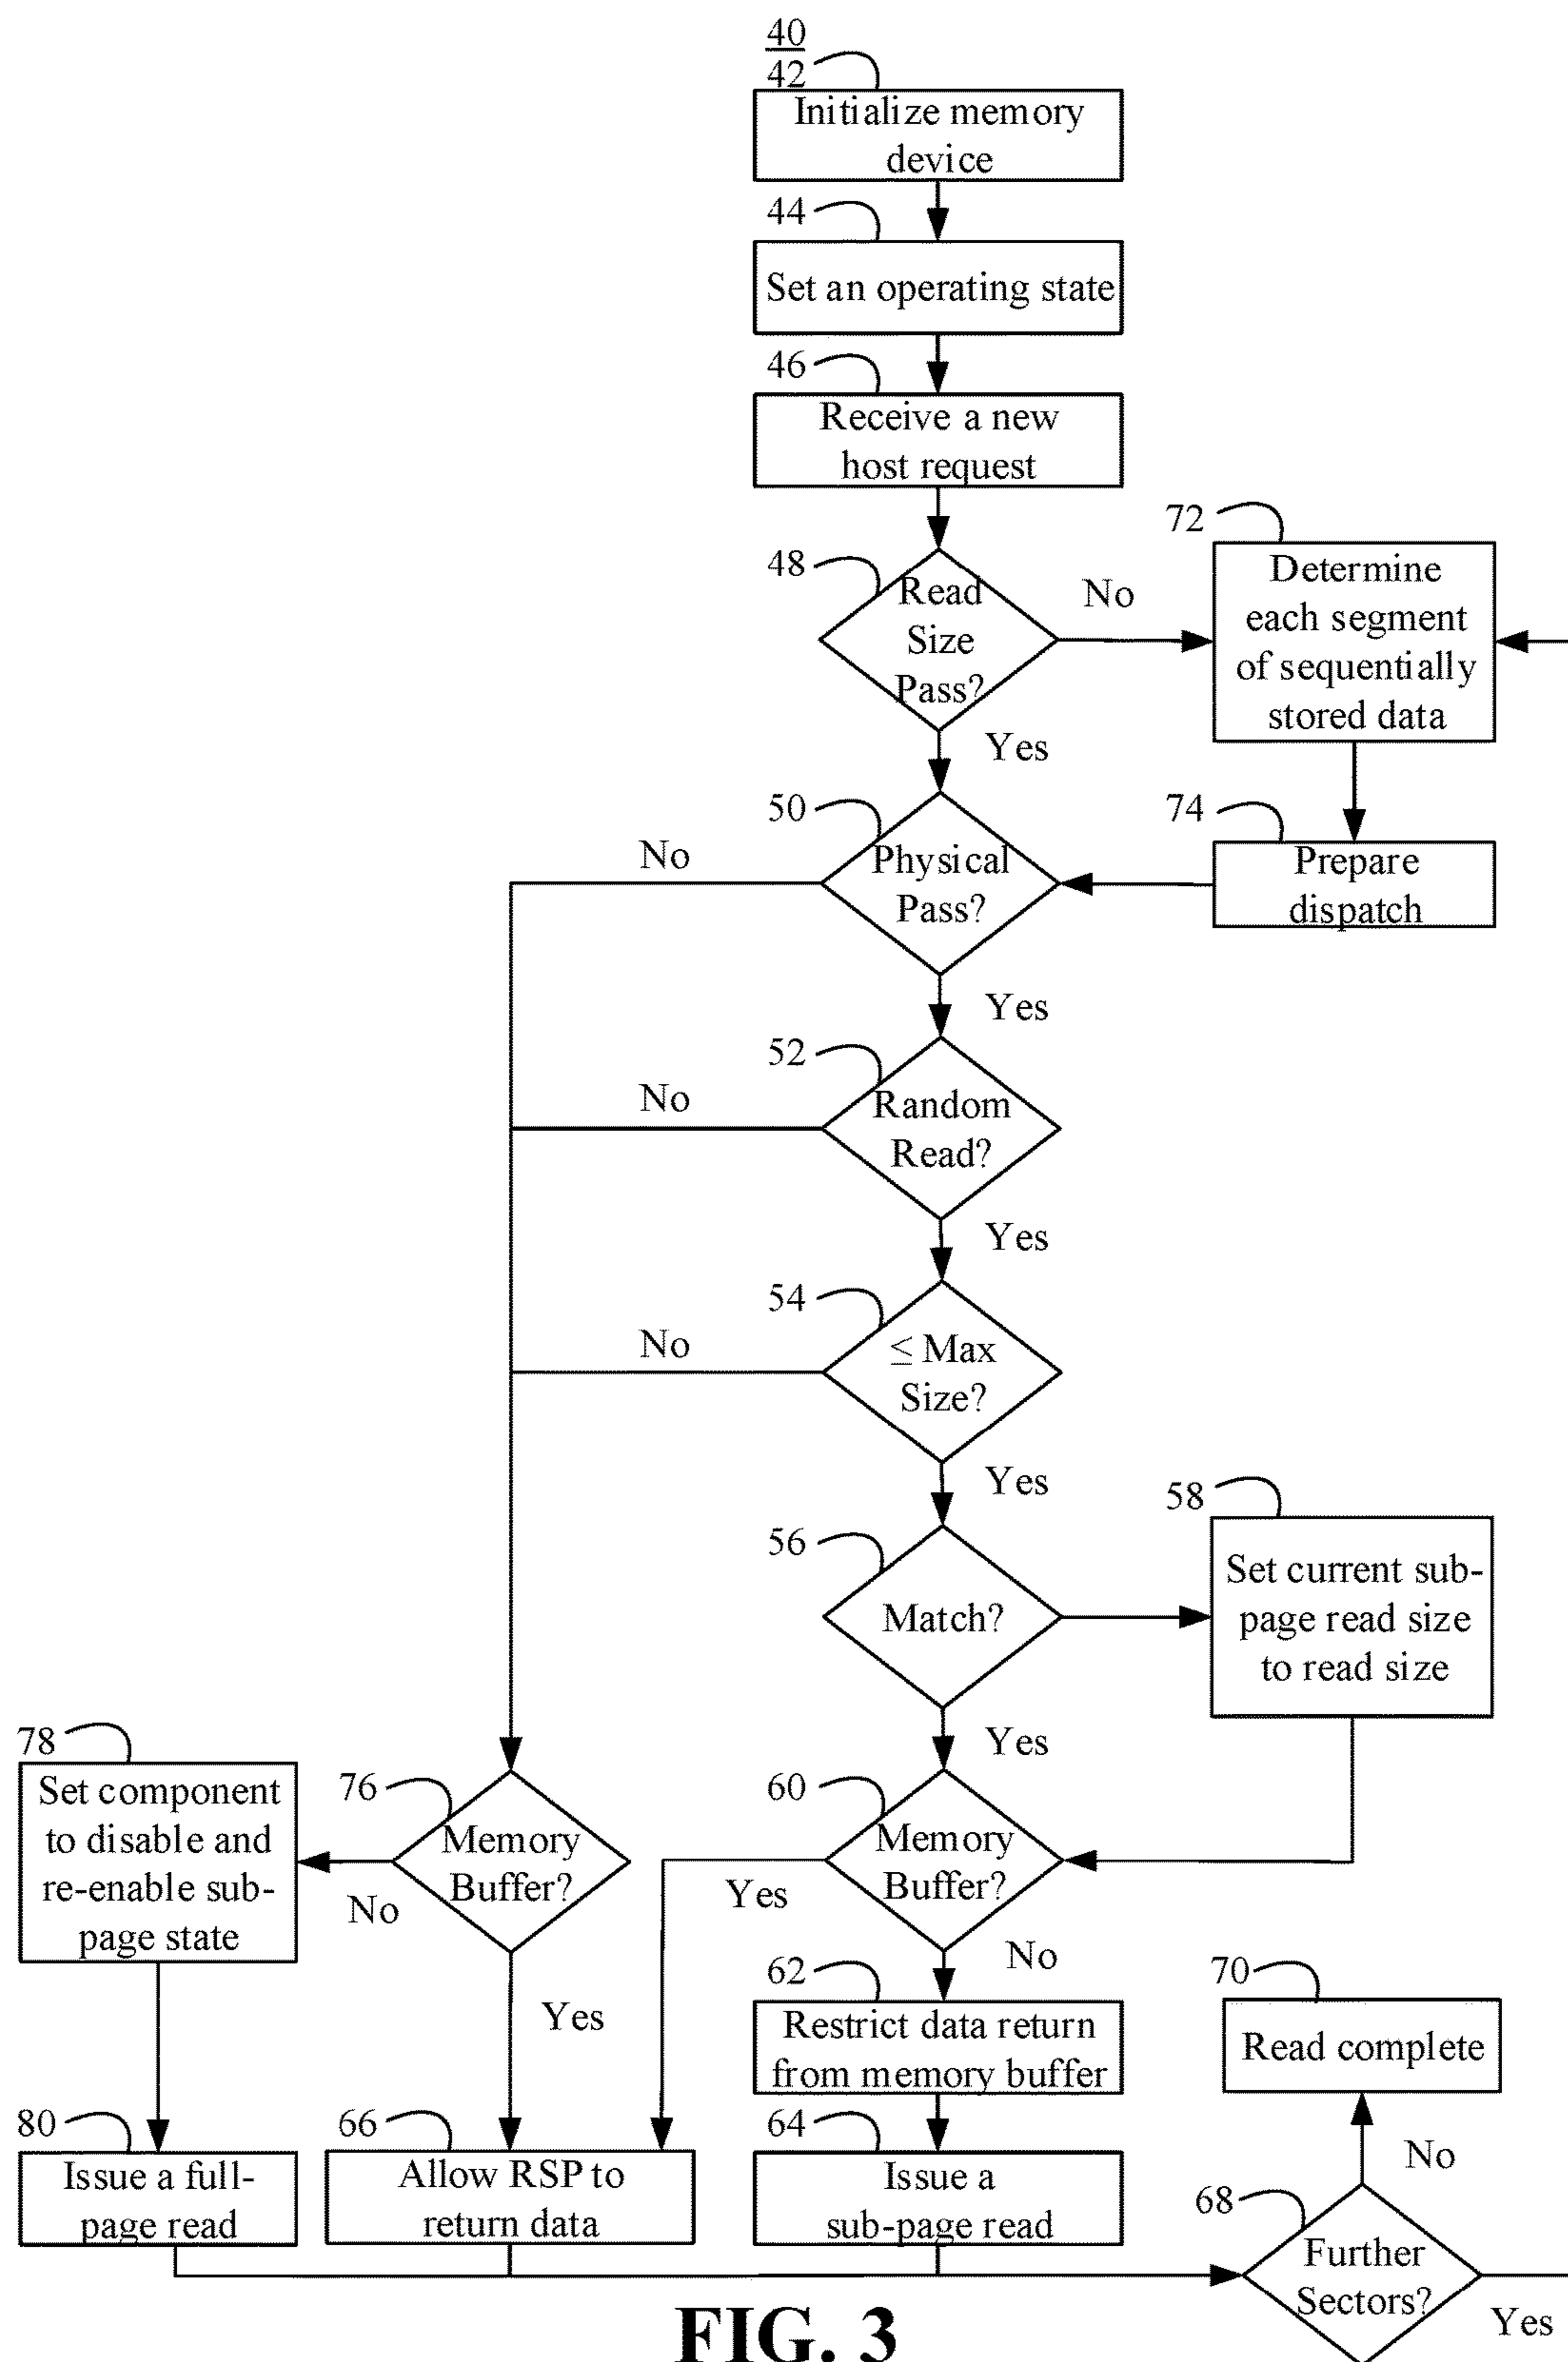 40
42
Initialize memory
device
44
Set an operating state
46
Receive a new
host request
48
Read
Size
Pass?
No
Yes
72
Determine
each segment
of sequentially
stored data
74
Prepare
dispatch
50
Physical
Pass?
No
Yes
52
Random
Read?
No
Yes
54
≤ Max
Size?
No
Yes
56
Match?
Yes
58
Set current sub-
page read size
to read size
60
Memory
Buffer?
Yes
No
76
Memory
Buffer?
No
Yes
78
Set component
to disable and
re-enable sub-
page state
62
Restrict data return
from memory buffer
70
Read complete
80
Issue a full-
page read
66
Allow RSP to
return data
64
Issue a
sub-page read
68
Further
Sectors?
No
Yes
FIG. 3